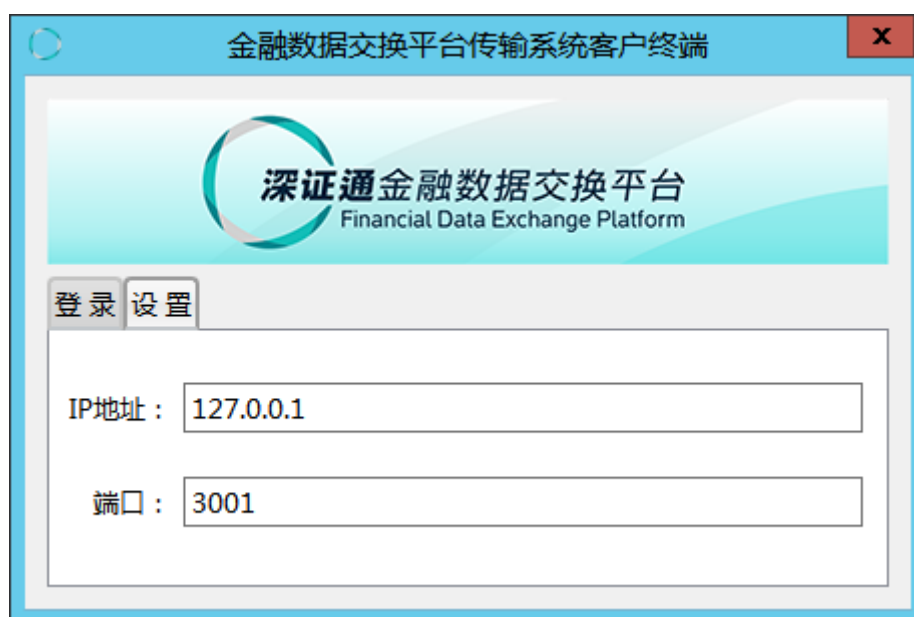 金融数据交换平台传输系统客户终端
x
深证通金融数据交换平台
Financial Data Exchange Platform
登录 设置
IP地址： 127.0.0.1
端口： 3001